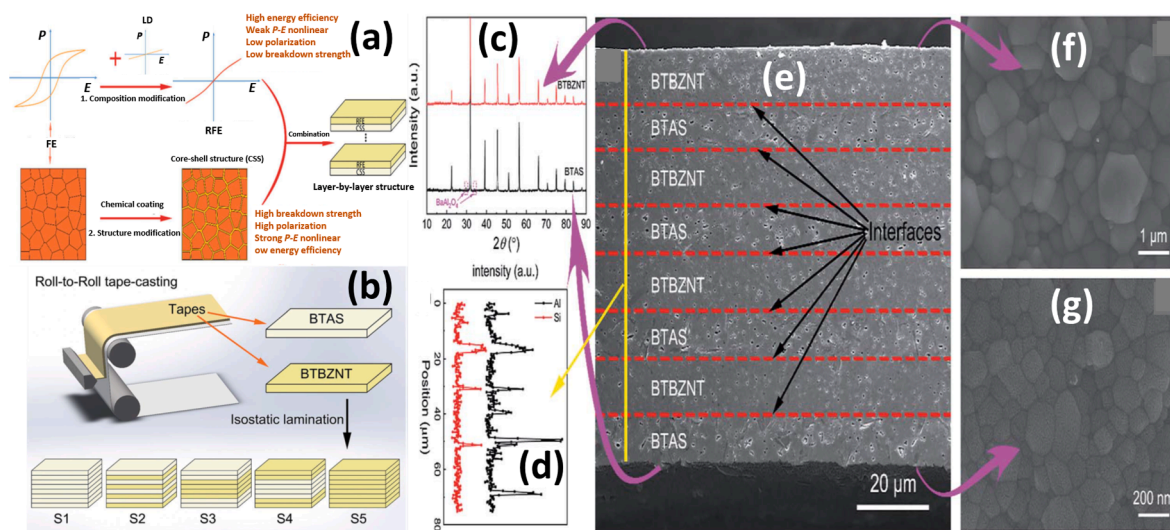 (a)
P
E
FE
+
LD
P
E
1. Composition modification
P
E
RFE
High energy efficiency
Weak P-E nonlinear
Low polarization
Low breakdown strength
Combination
RFE
CSS
RFE
CSS
Layer-by-layer structure
Chemical coating
2. Structure modification
Core-shell structure (CSS)
High breakdown strength
High polarization
Strong P-E nonlinear
ow energy efficiency
(b)
Roll-to-Roll tape-casting
Tapes
BTAS
BTBZNT
Isostatic lamination
S1 S2 S3 S4 S5
(c)
Intensity (a.u.)
BTBZNT
BTAS
BaAl₂O₄
10 20 30 40 50 60 70 80 90
2θ (°)
(d)
intensity (a.u.)
Al
Si
Position (μm)
0
20
40
60
80
(e)
BTBZNT
BTAS
BTBZNT
BTAS
BTBZNT
BTAS
BTBZNT
BTAS
Interfaces
20 μm
(f)
1 μm
(g)
200 nm